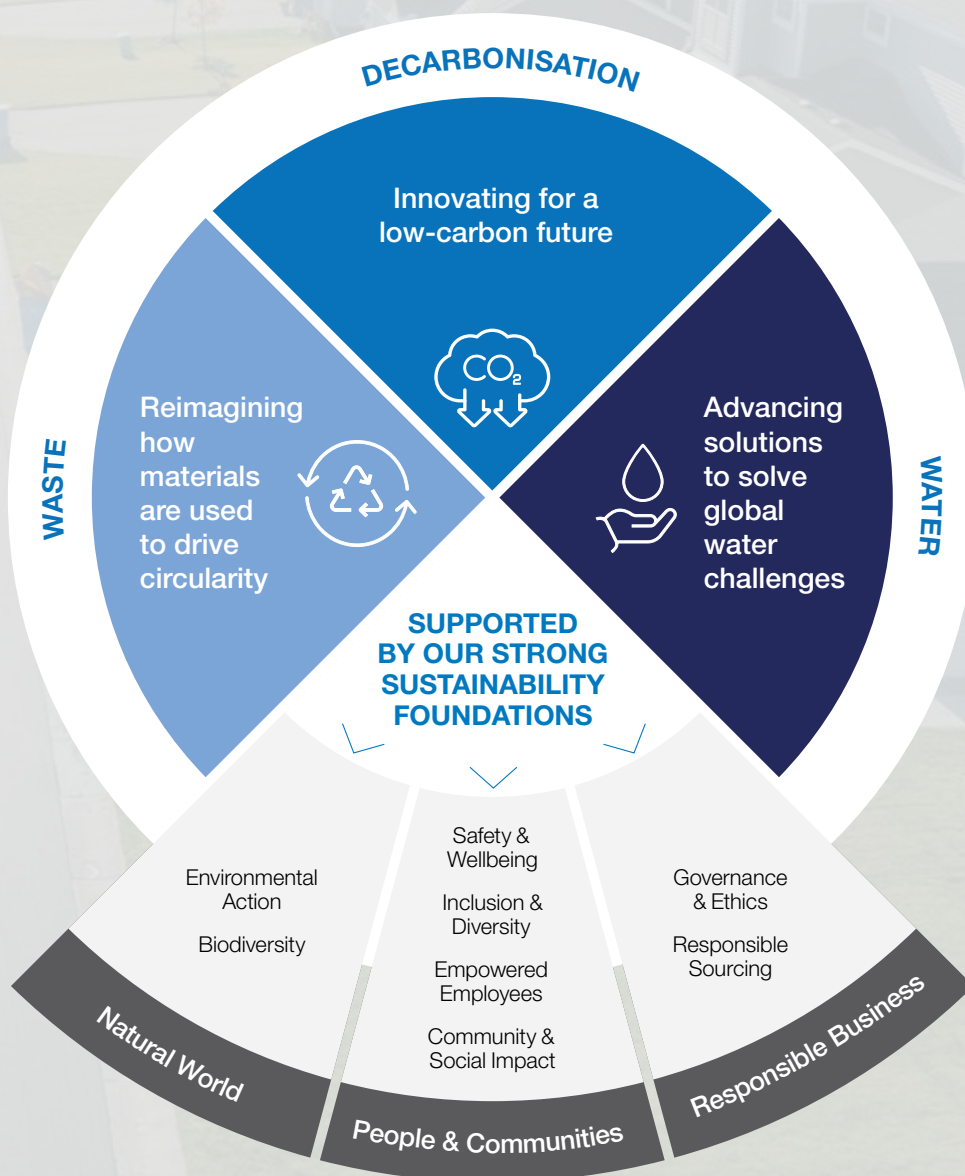 DECARBONISATION
Innovating for a
low-carbon future
CO₂
WASTE
Reimagining
how
materials
are used
to drive
circularity
Advancing
solutions
to solve
global
water
challenges
WATER
SUPPORTED
BY OUR STRONG
SUSTAINABILITY
FOUNDATIONS
Environmental
Action
Biodiversity
Natural World
Safety &
Wellbeing
Inclusion &
Diversity
Empowered
Employees
Community &
Social Impact
People & Communities
Governance
& Ethics
Responsible
Sourcing
Responsible Business